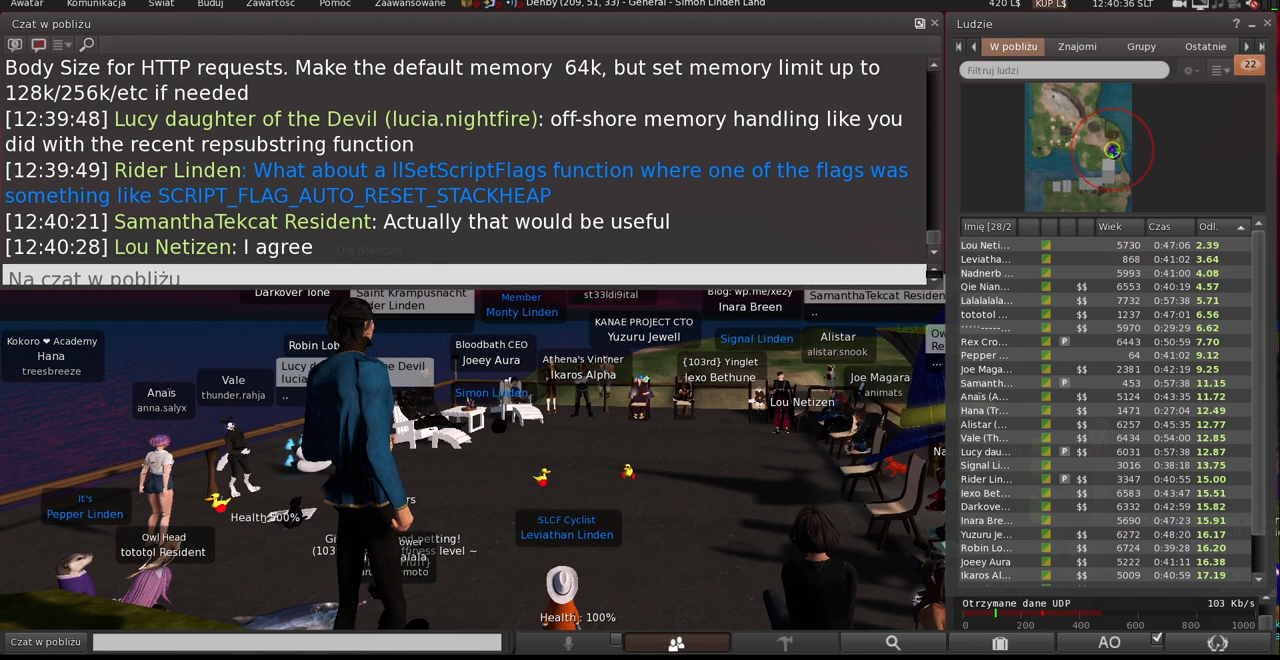 Awatar Komunikacja Świat Buduj Zawartość Pomoc Zaawansowane Denby (209, 51, 33) - General - Simon Linden Land 420 L$ KUP L$ 12:40:36 SLT
Czat w pobliżu
Body Size for HTTP requests. Make the default memory 64k, but set memory limit up to
128k/256k/etc if needed
[12:39:48] Lucy daughter of the Devil (lucia.nightfire): off-shore memory handling like you
did with the recent repsubstring function
[12:39:49] Rider Linden: What about a llSetScriptFlags function where one of the flags was
something like SCRIPT_FLAG_AUTO_RESET_STACKHEAP
[12:40:21] SamanthaTekcat Resident: Actually that would be useful
[12:40:28] Lou Netizen: I agree
Qie Niangao
Na czat w pobliżu
Darkover Tone
Saint Krampusnacht
Rider Linden
Member
Monty Linden
st33ldi9ital
Blog: wp.me/xezy
Inara Breen
SamanthaTekcat Residen
..
Kokoro ❤ Academy
Hana
treesbreeze
Robin Lob
Lucy d e Devil
lucia
..
Bloodbath CEO
Joeey Aura
KANAE PROJECT CTO
Yuzuru Jewell
Signal Linden
Alistar
alistar.snook
Last
Ow
Re
...
Athena's Vintner
Ikaros Alpha
{103rd} Yinglet
Iexo Bethune
Joe Magara
animats
Anaïs
anna.salyx
Vale
thunder.rahja
Simon Linden
Lou Netizen
Na
It's
Pepper Linden
Health: 100%
Owl Head
tototol Resident
SLCF Cyclist
Leviathan Linden
Health : 100%
Czat w pobliżu
Ludzie
? _ ×
W pobliżu Znajomi Grupy Ostatnie
Filtruj ludzi
22
Imię [28/2 Wiek Czas Odl.
Lou Neti... 5730 0:47:06 2.39
Leviatha... 868 0:41:02 3.64
Nadnerb ... 5993 0:41:00 4.08
Qie Nian... $$ 6553 0:40:19 4.57
Lalalalala... $$ 7732 0:57:38 5.71
tototol ... $$ 1237 0:47:01 6.56
´´´´´-----... $$ 5970 0:29:29 6.62
Rex Cro... P 6443 0:50:59 7.70
Pepper ... 64 0:41:02 9.12
Joe Maga... $$ 2381 0:42:19 9.25
Samanth... P 453 0:57:38 11.15
Anaïs (A... $$ 5124 0:43:35 11.72
Hana (Tr... $$ 1471 0:27:04 12.49
Alistar (... $$ 6257 0:45:35 12.77
Vale (Th... $$ 6434 0:54:00 12.85
Lucy dau... P $$ 6031 0:57:38 12.87
Signal Li... 3016 0:38:18 13.75
Rider Lin... P $$ 3347 0:40:55 15.00
Iexo Bet... $$ 6583 0:43:47 15.51
Darkove... $$ 6332 0:42:59 15.82
Inara Bre... 5690 0:47:23 15.91
Yuzuru Je... $$ 6272 0:48:20 16.17
Robin Lo... $$ 6724 0:39:28 16.20
Joeey Aura $$ 5222 0:41:11 16.38
Ikaros Al... $$ 5009 0:40:59 17.19
Otrzymane dane UDP 103 Kb/s
0 200 400 600 800 1000
AO